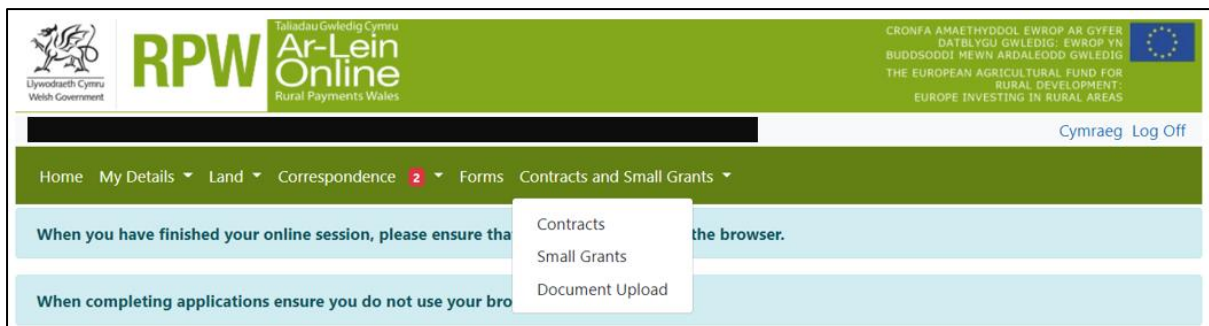 Llywodraeth Cymru
Welsh Government
RPW
Taliadau Gwledig Cymru
Ar-Lein
Online
Rural Payments Wales
CRONFA AMAETHYDDOL EWROP AR GYFER
DATBLYGU GWLEDIG: EWROP YN
BUDDSODDI MEWN ARDALEODD GWLEDIG
THE EUROPEAN AGRICULTURAL FUND FOR
RURAL DEVELOPMENT:
EUROPE INVESTING IN RURAL AREAS
Cymraeg Log Off
Home My Details Land Correspondence 2 Forms Contracts and Small Grants
Contracts
Small Grants
Document Upload
When you have finished your online session, please ensure tha the browser.
When completing applications ensure you do not use your bro